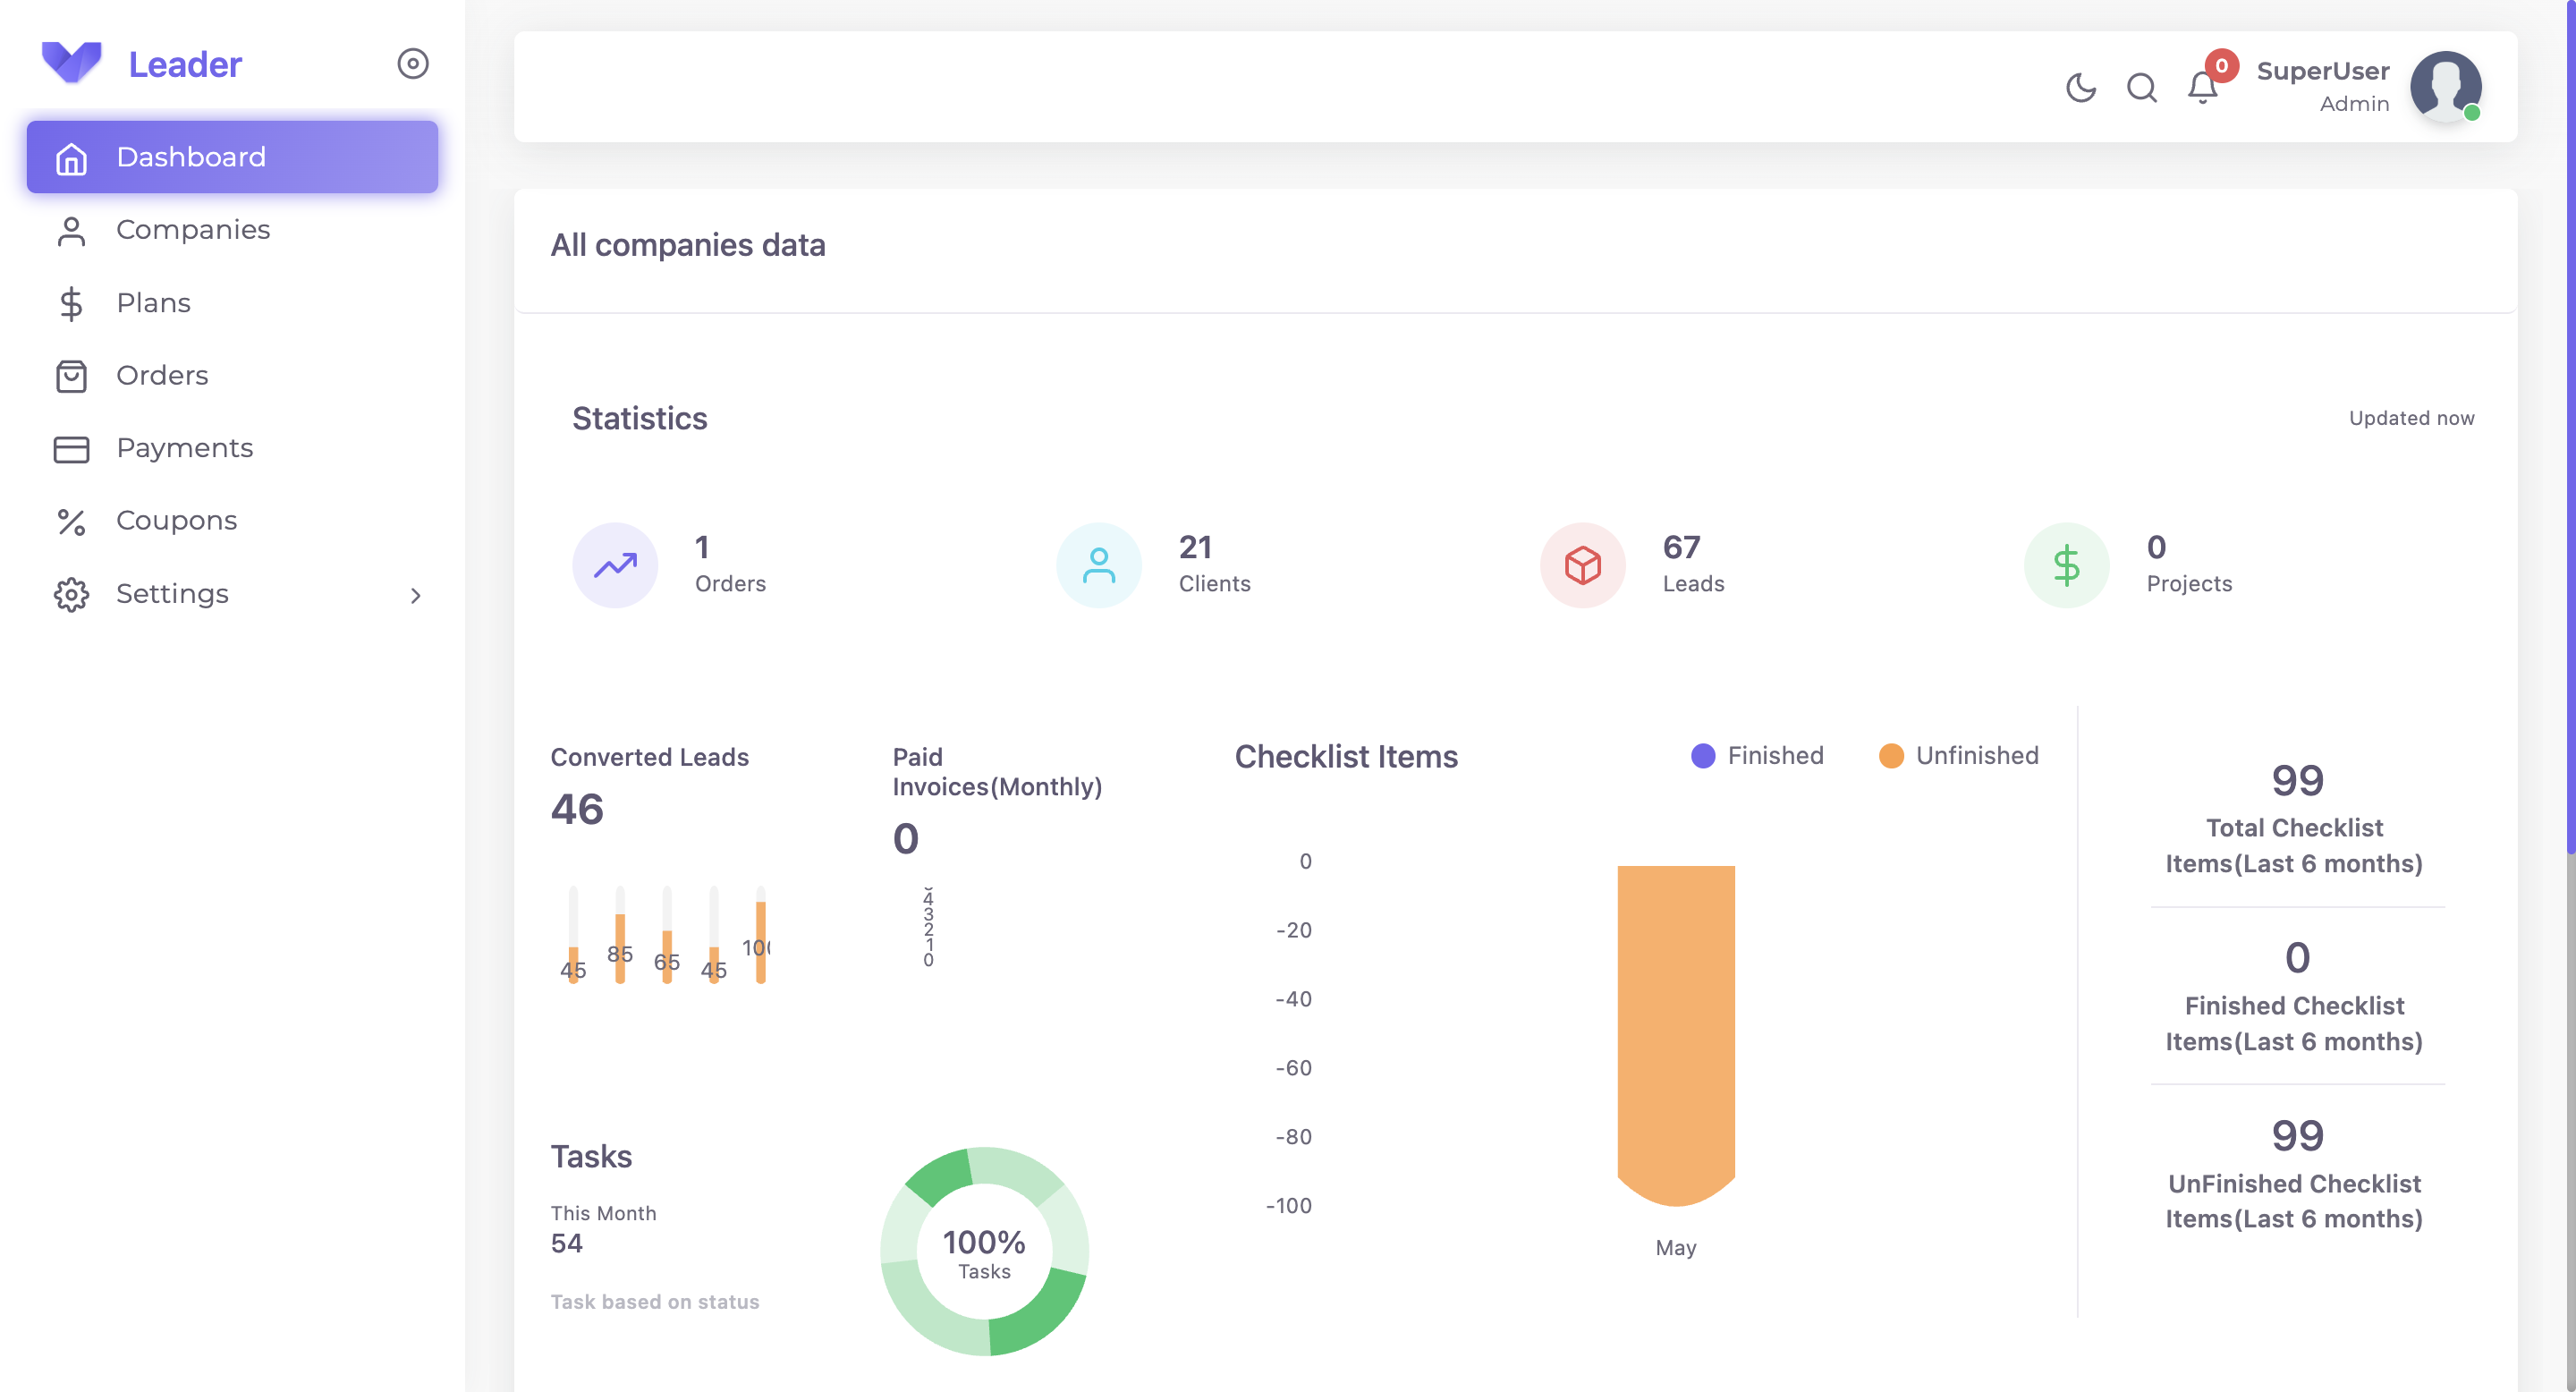 Leader
Dashboard
Companies
Plans
Orders
Payments
Coupons
Settings
0
SuperUser
Admin
All companies data
Statistics
Updated now
1
Orders
21
Clients
67
Leads
0
Projects
Converted Leads
46
45
85
65
45
Paid
Invoices(Monthly)
0
4
3
2
1
0
Checklist Items
Finished
Unfinished
0
-20
-40
-60
-80
-100
May
99
Total Checklist
Items(Last 6 months)
0
Finished Checklist
Items(Last 6 months)
99
UnFinished Checklist
Items(Last 6 months)
Tasks
This Month
54
Task based on status
100%
Tasks